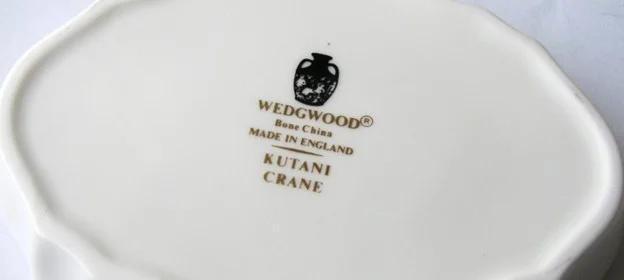 WEDGWOOD®
Bone China
MADE IN ENGLAND
KUTANI
CRANE